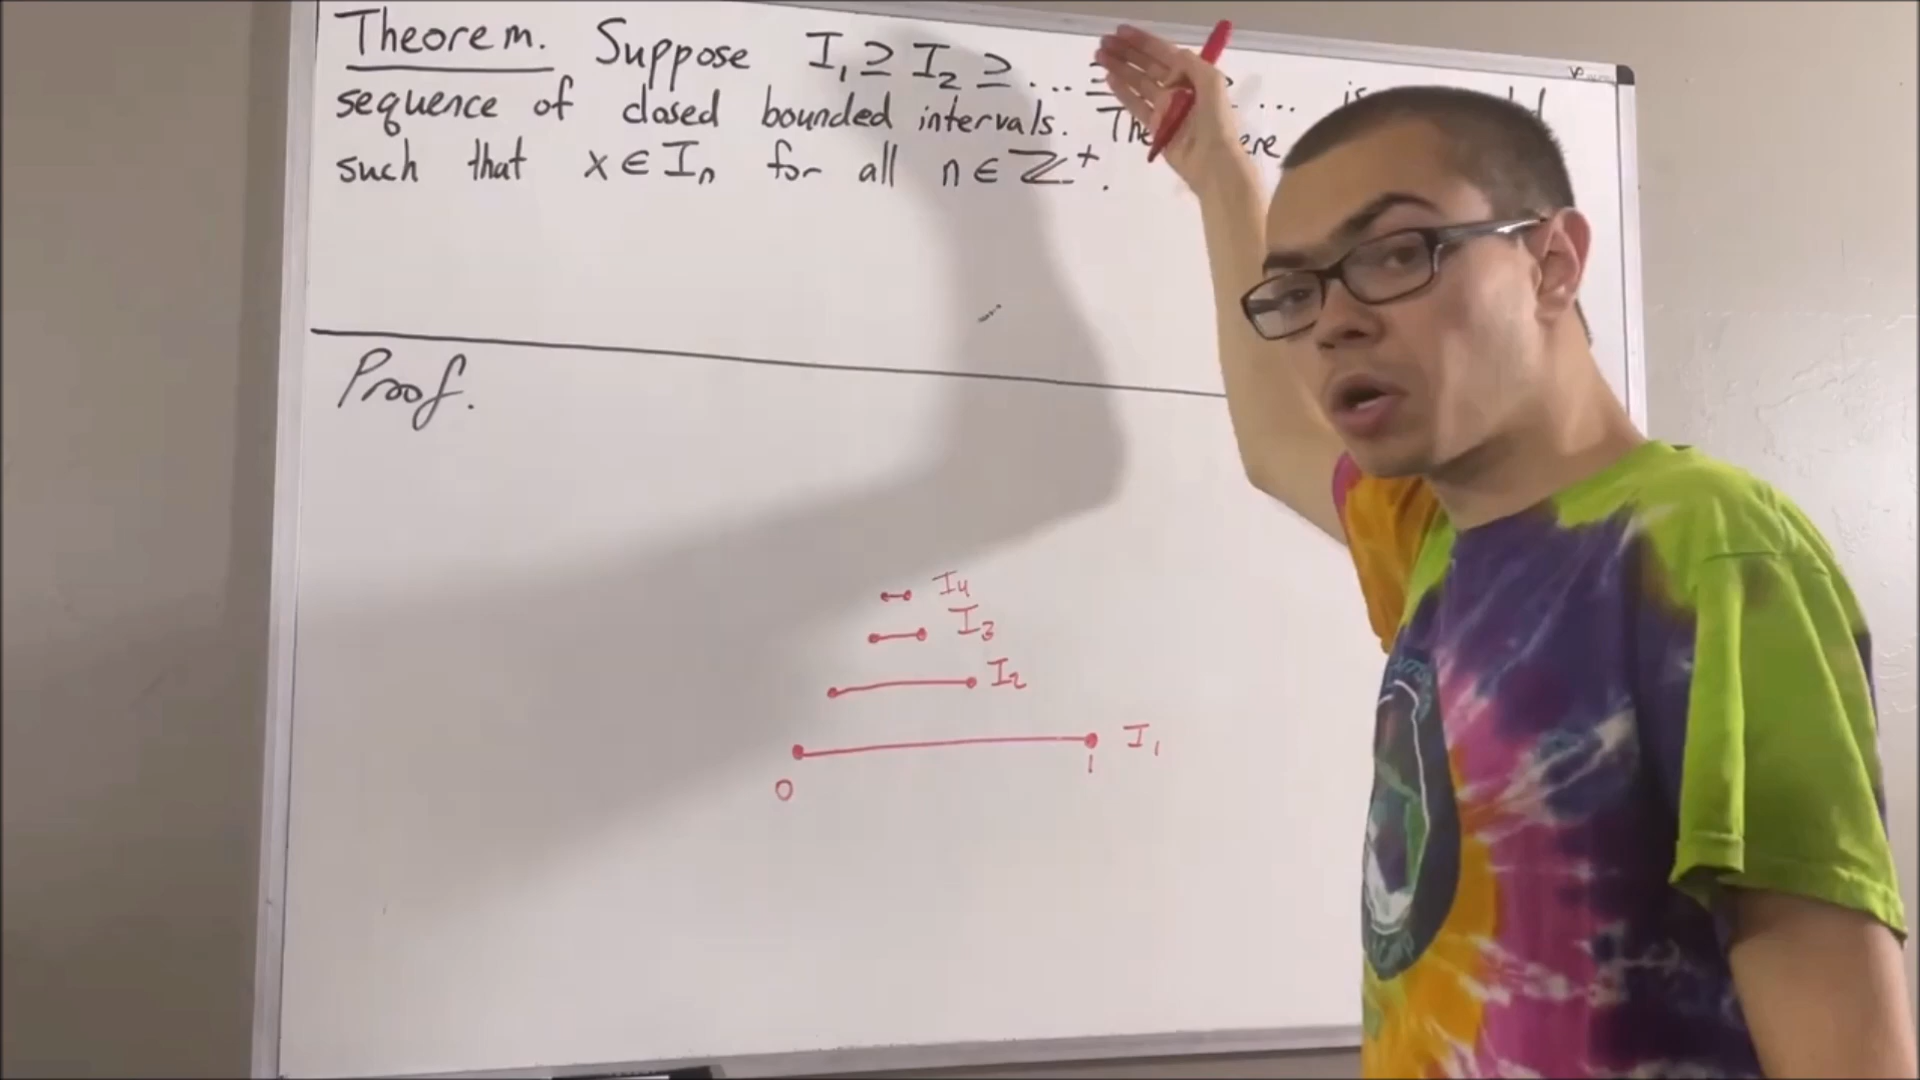 Theorem. Suppose I₁ ⊇ I₂ ⊇ ... ⊇ ...
sequence of closed bounded intervals.
such that x ∈ Iₙ for all n ∈ ℤ⁺.
Proof.
I₄
I₃
I₂
I₁
0 1